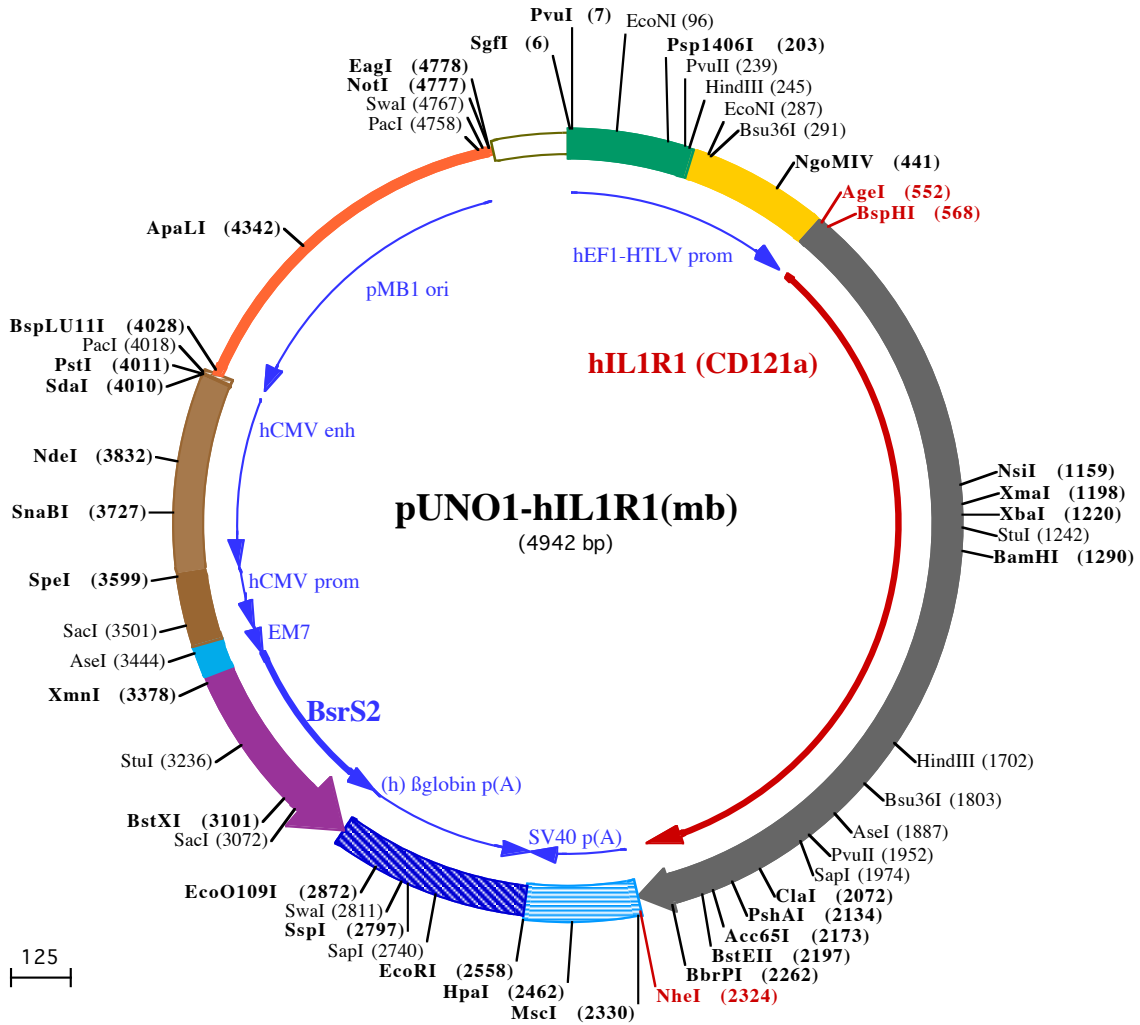 PvuI (7)
EcoNI (96)
SgfI (6)
Psp1406I (203)
EagI (4778)
PvuII (239)
NotI (4777)
HindIII (245)
SwaI (4767)
EcoNI (287)
PacI (4758)
Bsu36I (291)
NgoMIV (441)
AgeI (552)
BspHI (568)
ApaLI (4342)
hEF1-HTLV prom
pMB1 ori
BspLU11I (4028)
PacI (4018)
PstI (4011)
SdaI (4010)
hIL1R1 (CD121a)
hCMV enh
NdeI (3832)
NsiI (1159)
XmaI (1198)
SnaBI (3727)
pUNO1-hIL1R1(mb)
XbaI (1220)
(4942 bp)
StuI (1242)
BamHI (1290)
SpeI (3599)
hCMV prom
SacI (3501)
EM7
AseI (3444)
XmnI (3378)
BsrS2
StuI (3236)
HindIII (1702)
(h) ßglobin p(A)
Bsu36I (1803)
BstXI (3101)
AseI (1887)
SacI (3072)
SV40 p(A)
PvuII (1952)
SapI (1974)
EcoO109I (2872)
ClaI (2072)
SwaI (2811)
PshAI (2134)
SspI (2797)
Acc65I (2173)
SapI (2740)
BstEII (2197)
125
EcoRI (2558)
BbrPI (2262)
HpaI (2462)
NheI (2324)
MscI (2330)